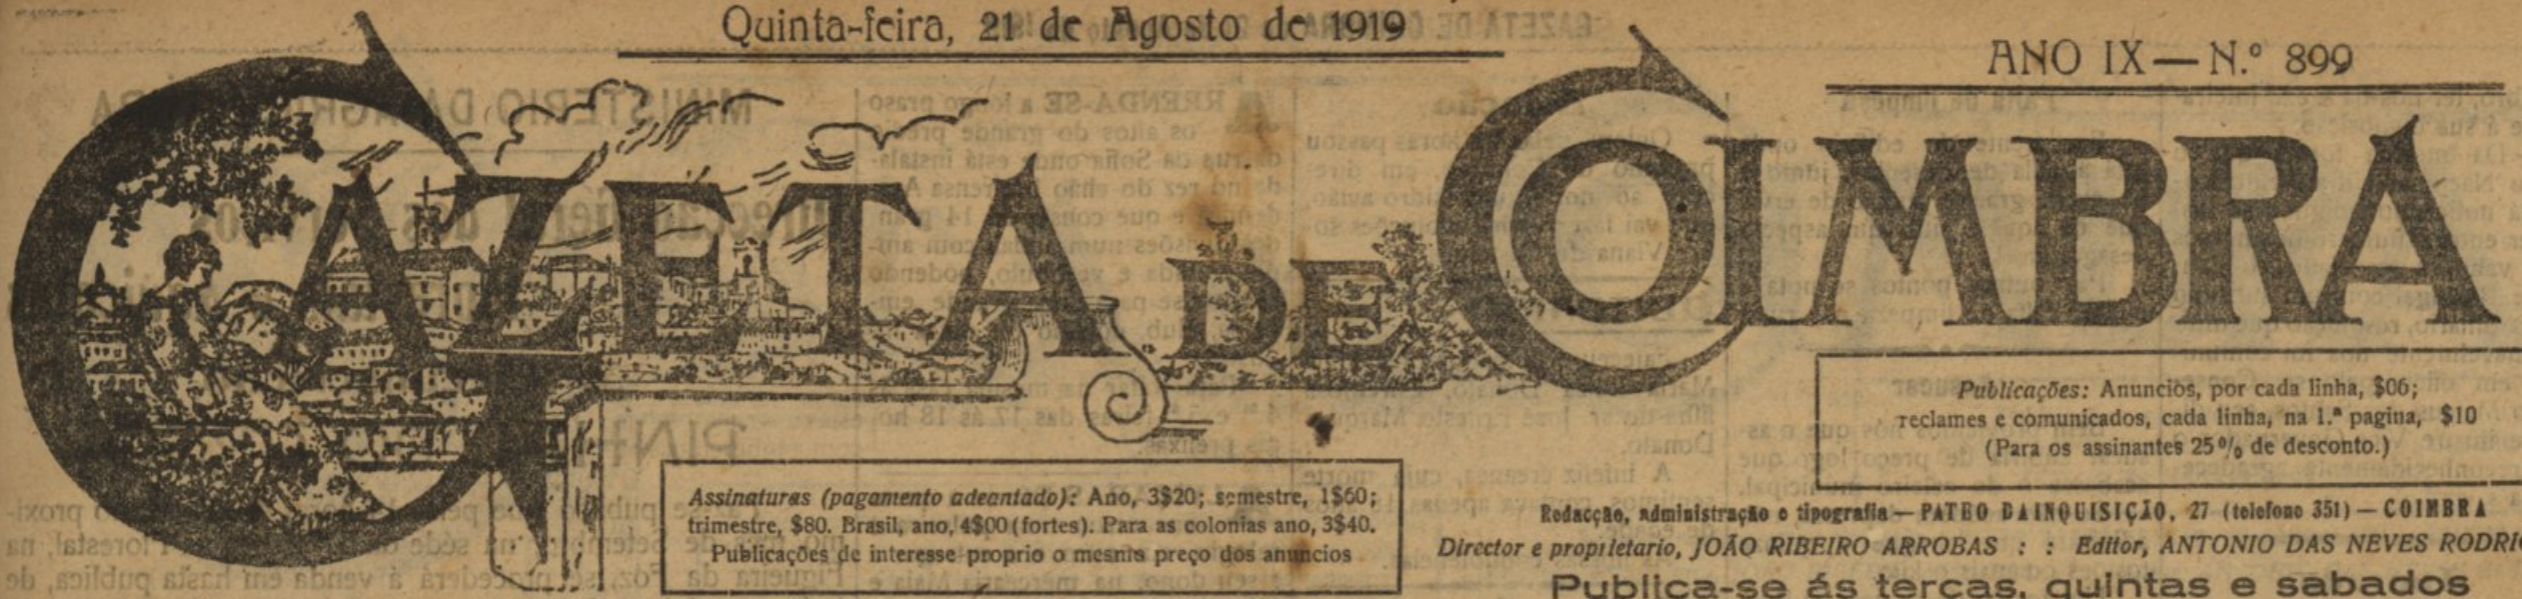 Quinta-feira, 21 de Agosto de 1919
ANO IX — N.º 899
GAZETA DE COIMBRA
Publicações: Anuncios, por cada linha, $06;
reclames e comunicados, cada linha, na 1.ª pagina, $10
(Para os assinantes 25% de desconto.)
Assinaturas (pagamento adeantado): Ano, 3$20; semestre, 1$60;
trimestre, $80. Brasil, ano, 4$00 (fortes). Para as colonias ano, 3$40.
Publicações de interesse proprio o mesmo preço dos anuncios
Redacção, administração e tipografia — PATEO DA INQUISIÇÃO, 27 (telefone 351) — COIMBRA
Director e proprietario, JOÃO RIBEIRO ARROBAS : : Editor, ANTONIO DAS NEVES RODRIG
Publica-se ás terças, quintas e sabados